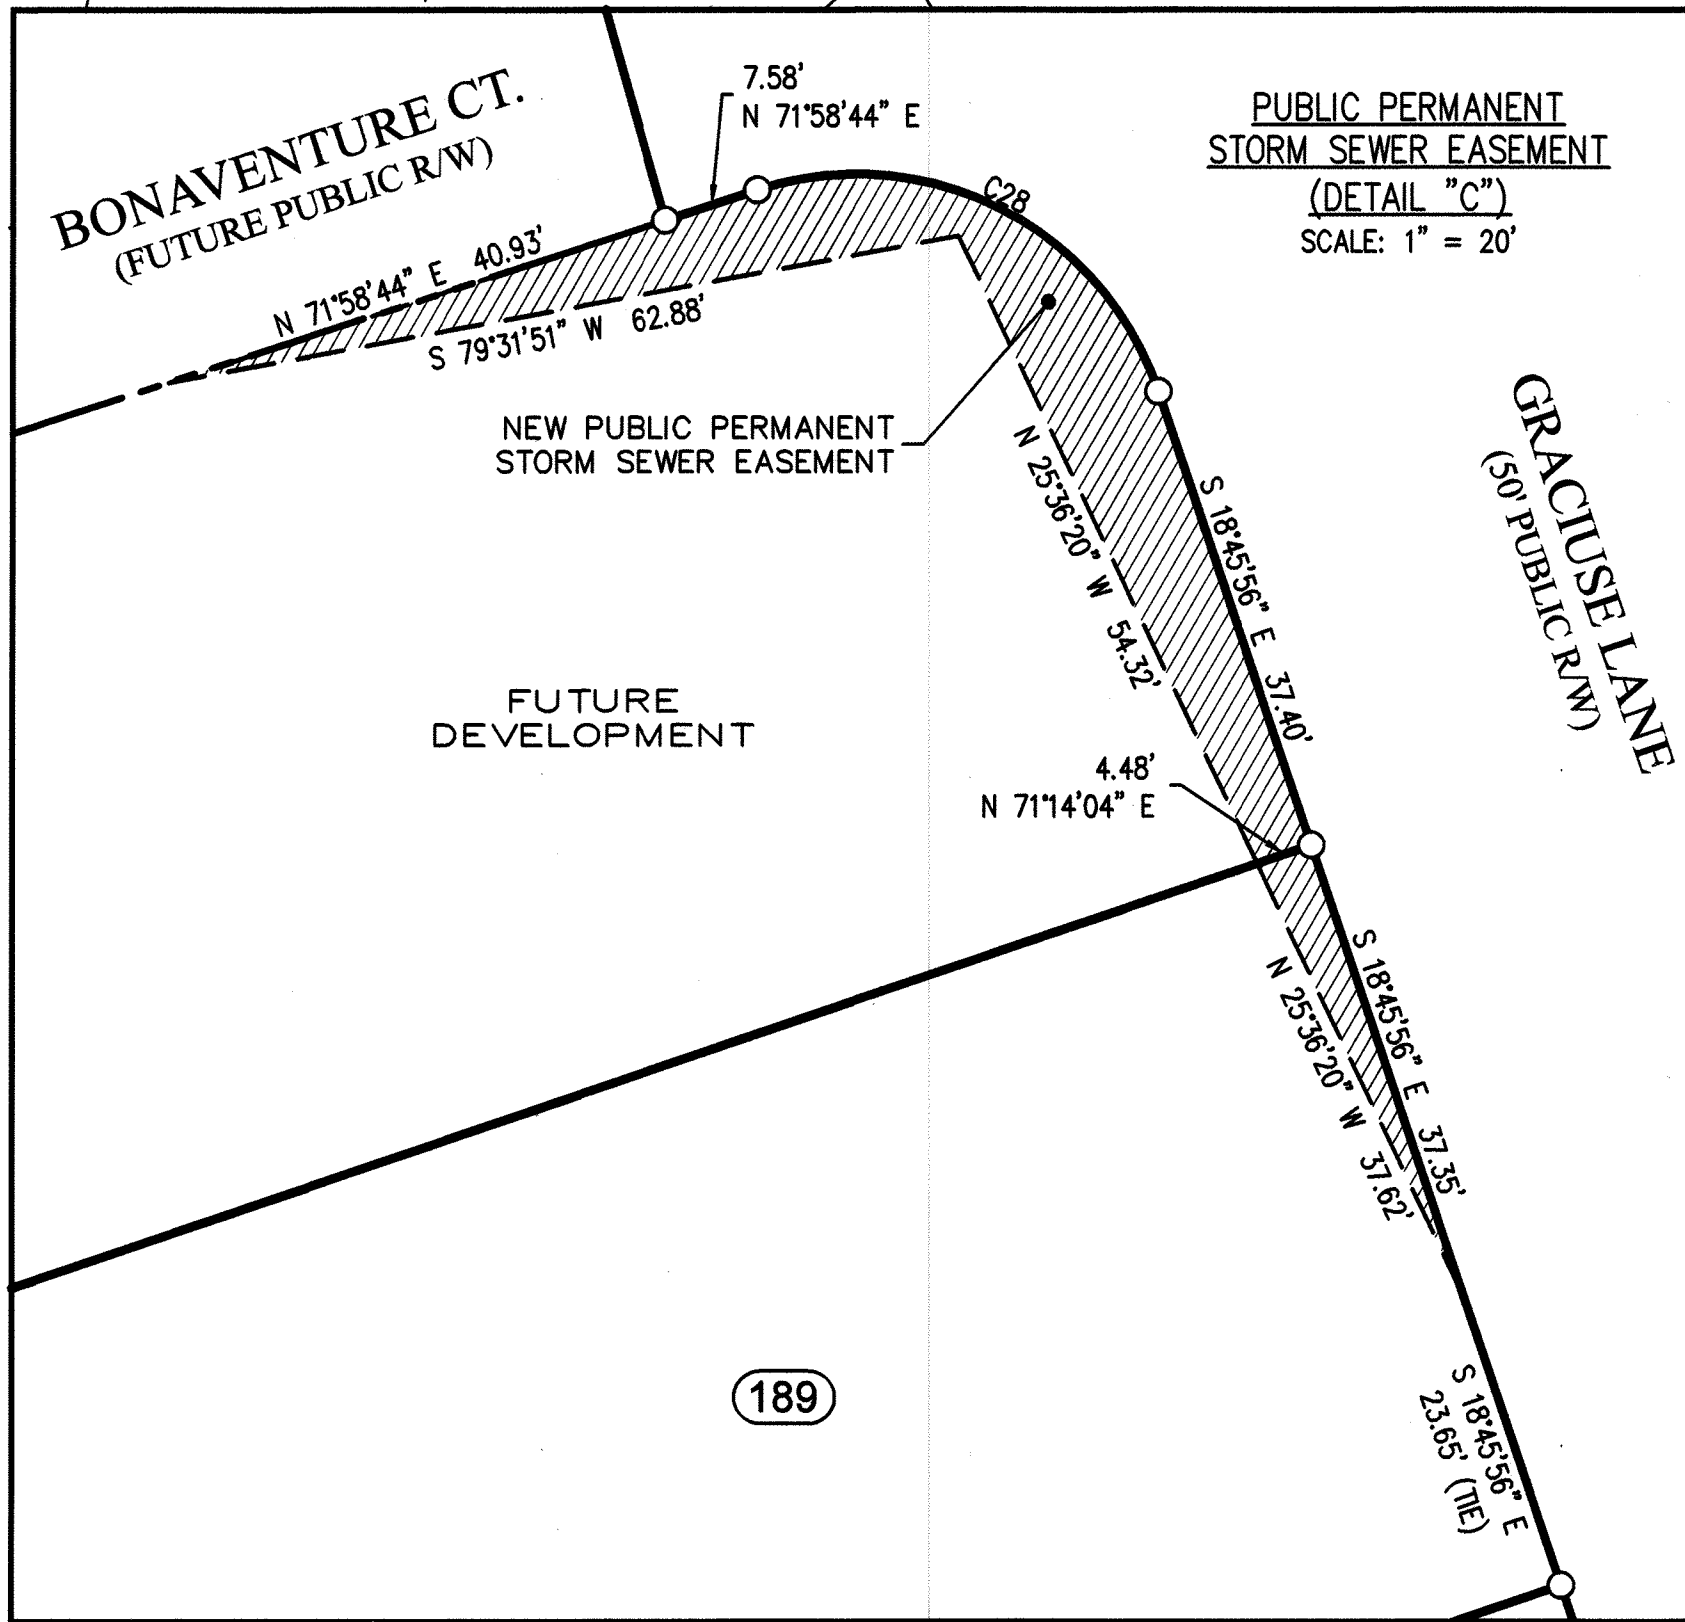 7.58'
N 71°58'44" E
PUBLIC PERMANENT
STORM SEWER EASEMENT
(DETAIL "C")
SCALE: 1" = 20'
BONAVENTURE CT.
(FUTURE PUBLIC R/W)
C28
N 71°58'44" E 40.93'
S 79°31'51" W 62.88'
NEW PUBLIC PERMANENT
STORM SEWER EASEMENT
GRACIUSE LANE
(50' PUBLIC R/W)
N 25°36'20" W 54.32'
S 18°45'56" E 37.40'
FUTURE
DEVELOPMENT
4.48'
N 71°14'04" E
S 18°45'56" E 37.35'
N 25°36'20" W 37.62'
189
S 18°45'56" E
23.65' (TIE)